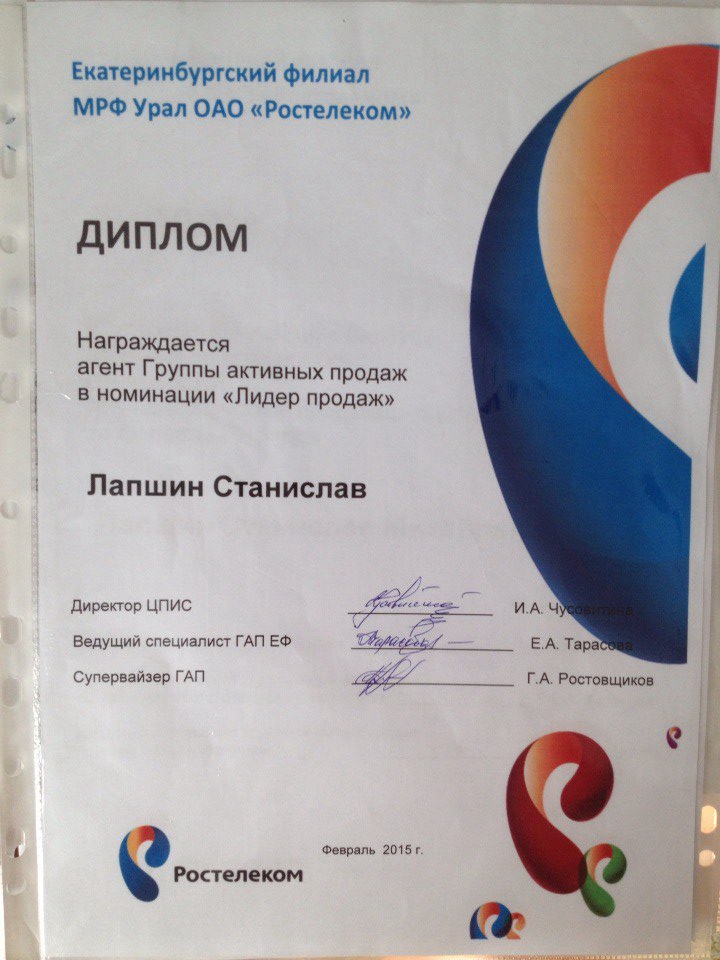 Екатеринбургский филиал
МРФ Урал ОАО «Ростелеком»
ДИПЛОМ
Награждается
агент Группы активных продаж
в номинации «Лидер продаж»
Лапшин Станислав
Директор ЦПИС И.А. Чусовитина
Ведущий специалист ГАП ЕФ Е.А. Тарасова
Супервайзер ГАП Г.А. Ростовщиков
Февраль 2015 г.
Ростелеком